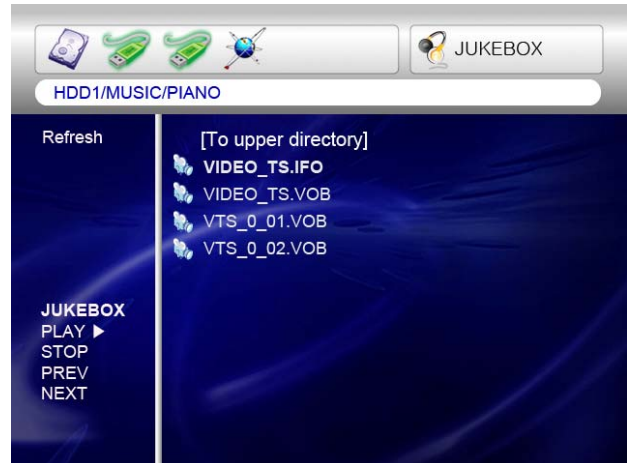 JUKEBOX
HDD1/MUSIC/PIANO
Refresh
[To upper directory]
VIDEO_TS.IFO
VIDEO_TS.VOB
VTS_0_01.VOB
VTS_0_02.VOB
JUKEBOX
PLAY ▶
STOP
PREV
NEXT